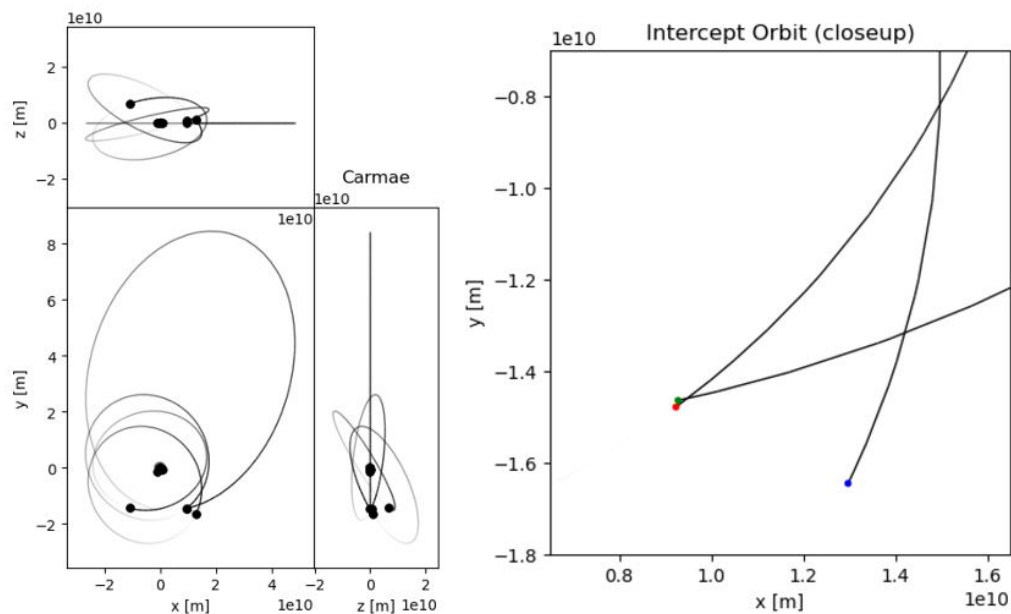 1e10
2
0
−2
z [m]
Carmae
1e10
1e10
8
6
4
2
0
−2
y [m]
−2
0
2
4
1e10
x [m]
−2
0
2
1e10
z [m]
Intercept Orbit (closeup)
1e10
−0.8
−1.0
−1.2
−1.4
−1.6
−1.8
y [m]
0.8
1.0
1.2
1.4
1.6
1e10
x [m]